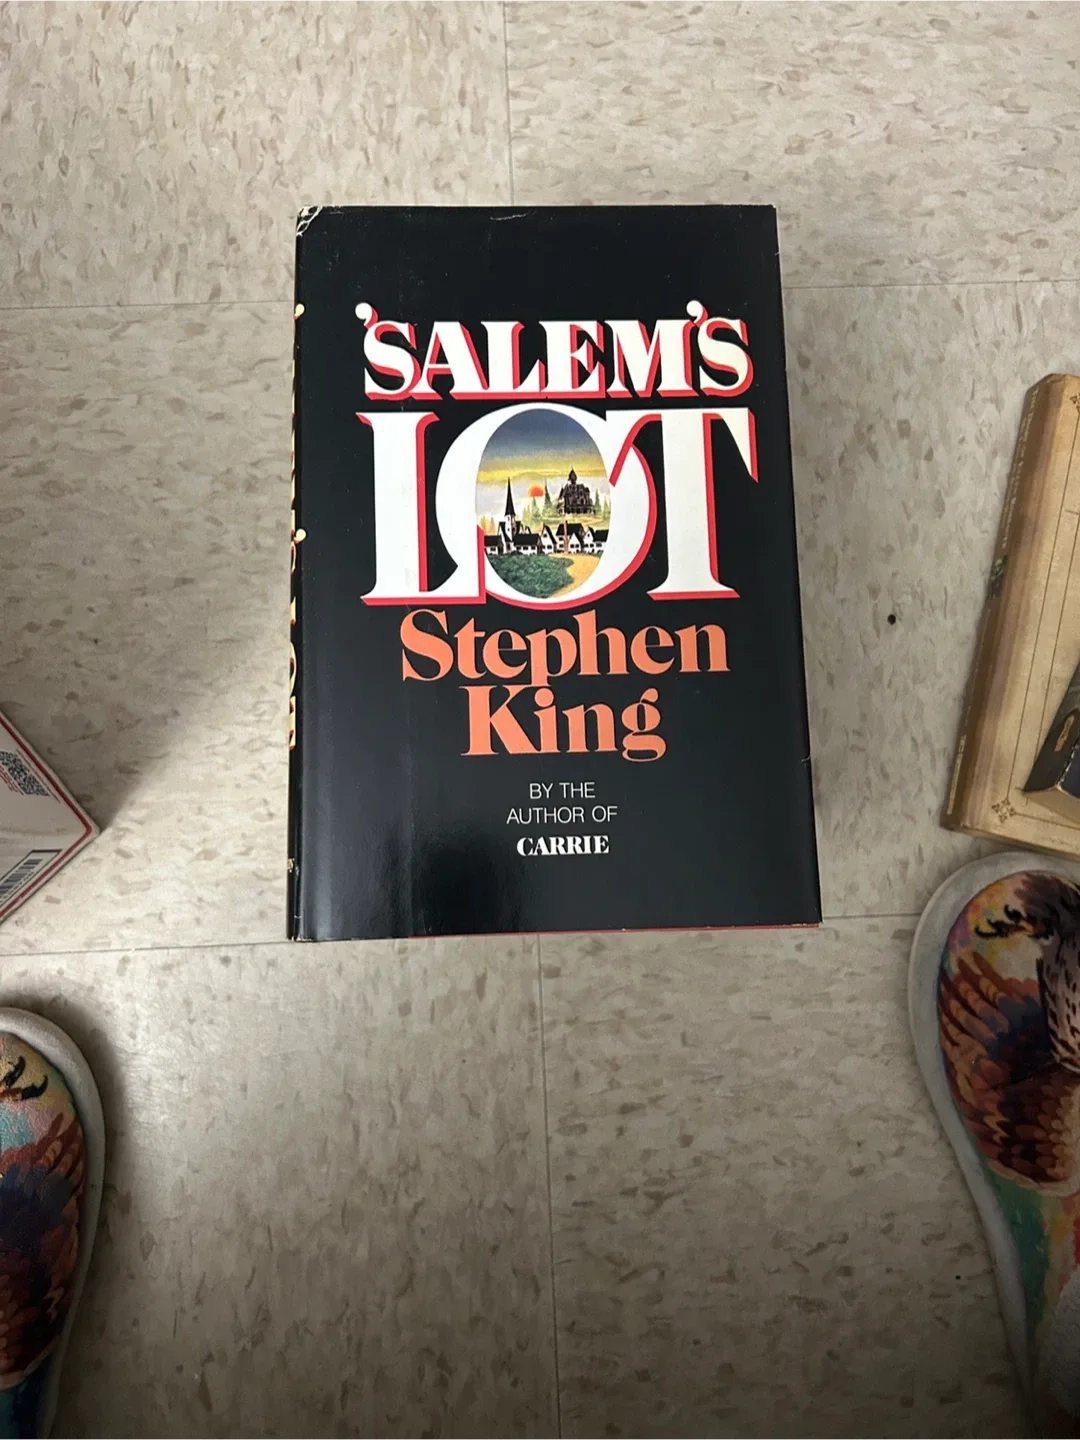 'SALEM'S
LOT
Stephen
King
BY THE
AUTHOR OF
CARRIE